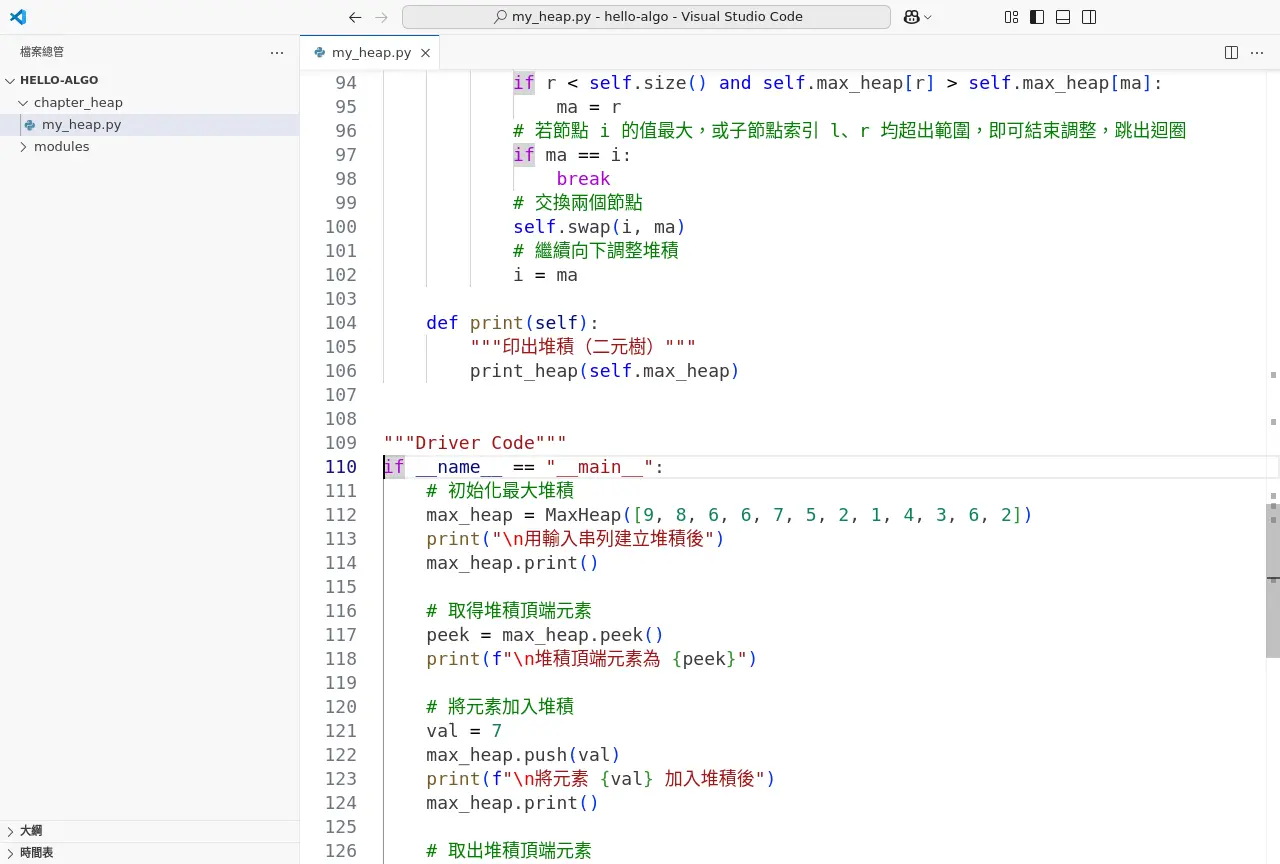 my_heap.py - hello-algo - Visual Studio Code
檔案總管
HELLO-ALGO
chapter_heap
my_heap.py
modules
大綱
時間表
my_heap.py
94 if r < self.size() and self.max_heap[r] > self.max_heap[ma]:
95 ma = r
96 # 若節點 i 的值最大，或子節點索引 l、r 均超出範圍，即可結束調整，跳出迴圈
97 if ma == i:
98 break
99 # 交換兩個節點
100 self.swap(i, ma)
101 # 繼續向下調整堆積
102 i = ma
103
104 def print(self):
105 """印出堆積（二元樹）"""
106 print_heap(self.max_heap)
107
108
109 """Driver Code"""
110 if __name__ == "__main__":
111 # 初始化最大堆積
112 max_heap = MaxHeap([9, 8, 6, 6, 7, 5, 2, 1, 4, 3, 6, 2])
113 print("\n用輸入串列建立堆積後")
114 max_heap.print()
115
116 # 取得堆積頂端元素
117 peek = max_heap.peek()
118 print(f"\n堆積頂端元素為 {peek}")
119
120 # 將元素加入堆積
121 val = 7
122 max_heap.push(val)
123 print(f"\n將元素 {val} 加入堆積後")
124 max_heap.print()
125
126 # 取出堆積頂端元素